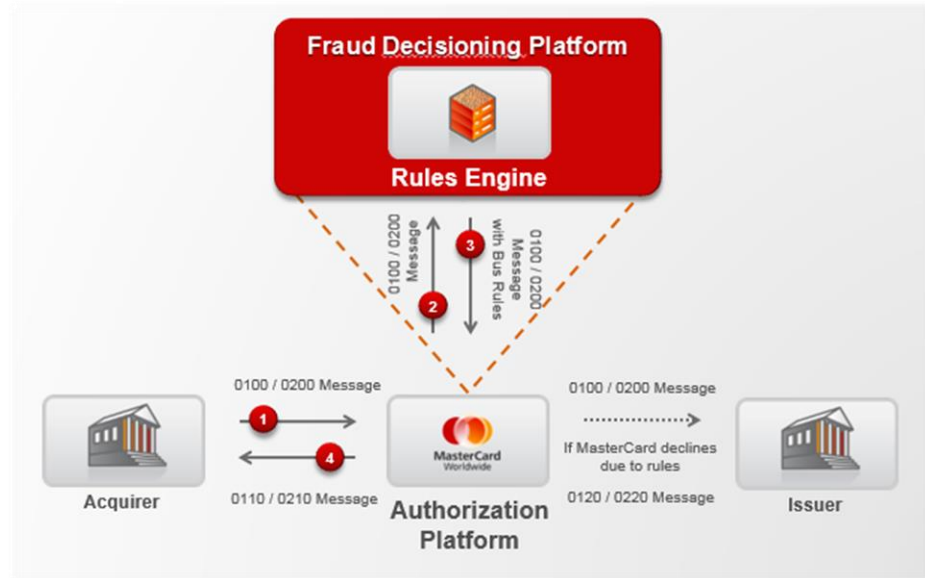 Fraud Decisioning Platform
Rules Engine
0100 / 0200
Message
2
3
0100 / 0200
Message
with Bus Rules
0100 / 0200 Message
1
4
0110 / 0210 Message
Acquirer
MasterCard
Worldwide
Authorization
Platform
0100 / 0200 Message
If MasterCard declines
due to rules
0120 / 0220 Message
Issuer